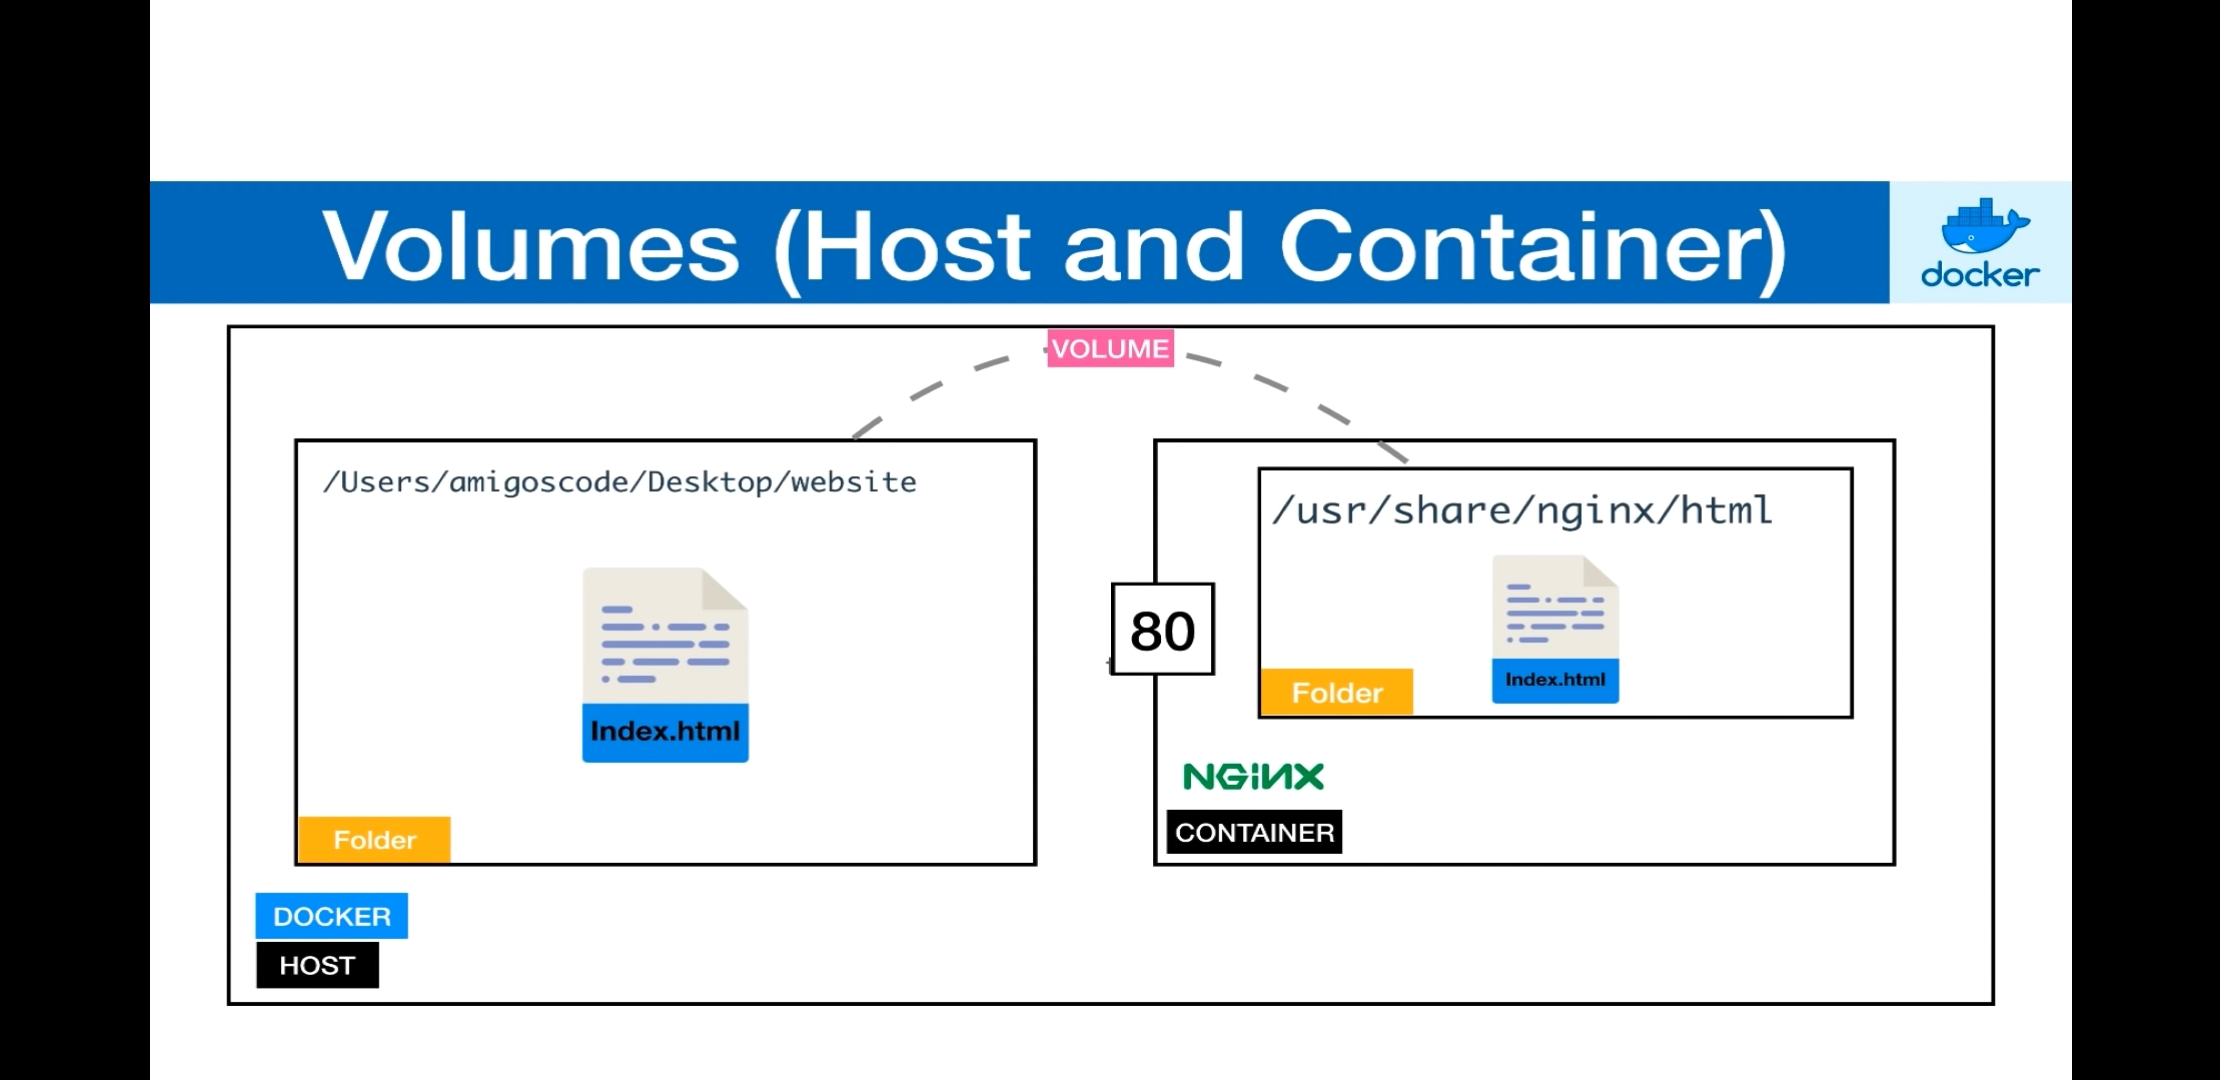 Volumes (Host and Container)
docker
VOLUME
/Users/amigoscode/Desktop/website
Index.html
Folder
80
/usr/share/nginx/html
Index.html
Folder
NGINX
CONTAINER
DOCKER
HOST